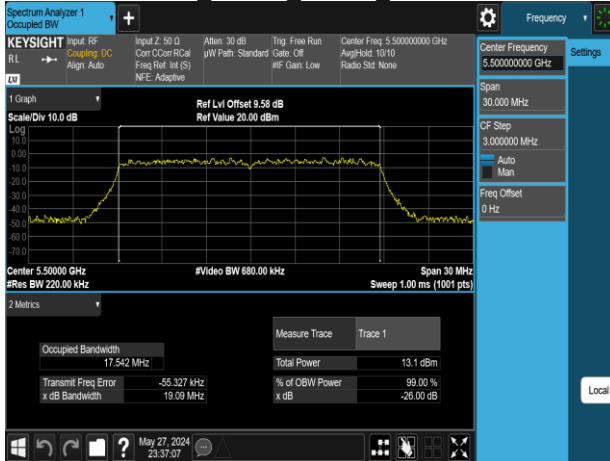 Spectrum Analyzer 1
Occupied BW
Frequency
KEYSIGHT
Input: RF
Input Z: 50 Ω
Atten: 30 dB
Trig: Free Run
Center Freq: 5.500000000 GHz
RL
Coupling: DC
Corr CCorr RCal
µW Path: Standard
Gate: Off
Avg|Hold: 10/10
Align: Auto
Freq Ref: Int (S)
#IF Gain: Low
Radio Std: None
NFE: Adaptive
LXI
Center Frequency
5.500000000 GHz
Settings
Span
30.000 MHz
CF Step
3.000000 MHz
Auto
Man
Freq Offset
0 Hz
Local
1 Graph
Ref Lvl Offset 9.58 dB
Scale/Div 10.0 dB
Ref Value 20.00 dBm
Log
10.0
0.00
-10.0
-20.0
-30.0
-40.0
-50.0
-60.0
-70.0
Center 5.50000 GHz
#Video BW 680.00 kHz
Span 30 MHz
#Res BW 220.00 kHz
Sweep 1.00 ms (1001 pts)
2 Metrics
Measure Trace
Trace 1
Occupied Bandwidth
17.542 MHz
Total Power
13.1 dBm
Transmit Freq Error
-55.327 kHz
% of OBW Power
99.00 %
x dB Bandwidth
19.09 MHz
x dB
-26.00 dB
May 27, 2024
23:37:07